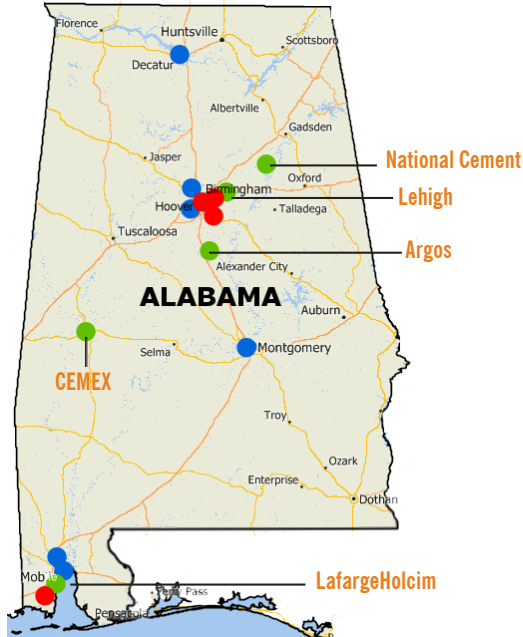 Florence
Huntsville
Scottsboro
Decatur
Albertville
Gadsden
Jasper
National Cement
Oxford
Birmingham
Lehigh
Hoover
Talladega
Tuscaloosa
Argos
Alexander City
ALABAMA
Auburn
Selma
Montgomery
CEMEX
Troy
Ozark
Enterprise
Dothan
Mobile
LafargeHolcim
Ferry Pass
Pensacola